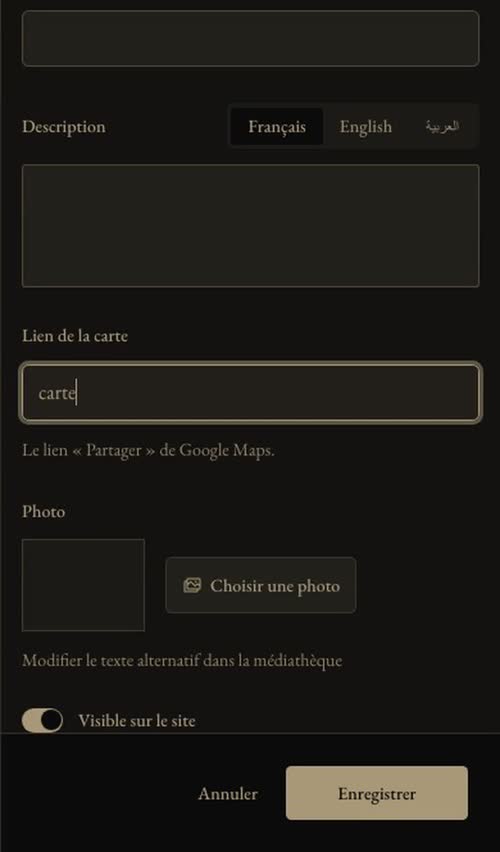 Description
Français English العربية
Lien de la carte
carte
Le lien « Partager » de Google Maps.
Photo
Choisir une photo
Modifier le texte alternatif dans la médiathèque
Visible sur le site
Annuler Enregistrer